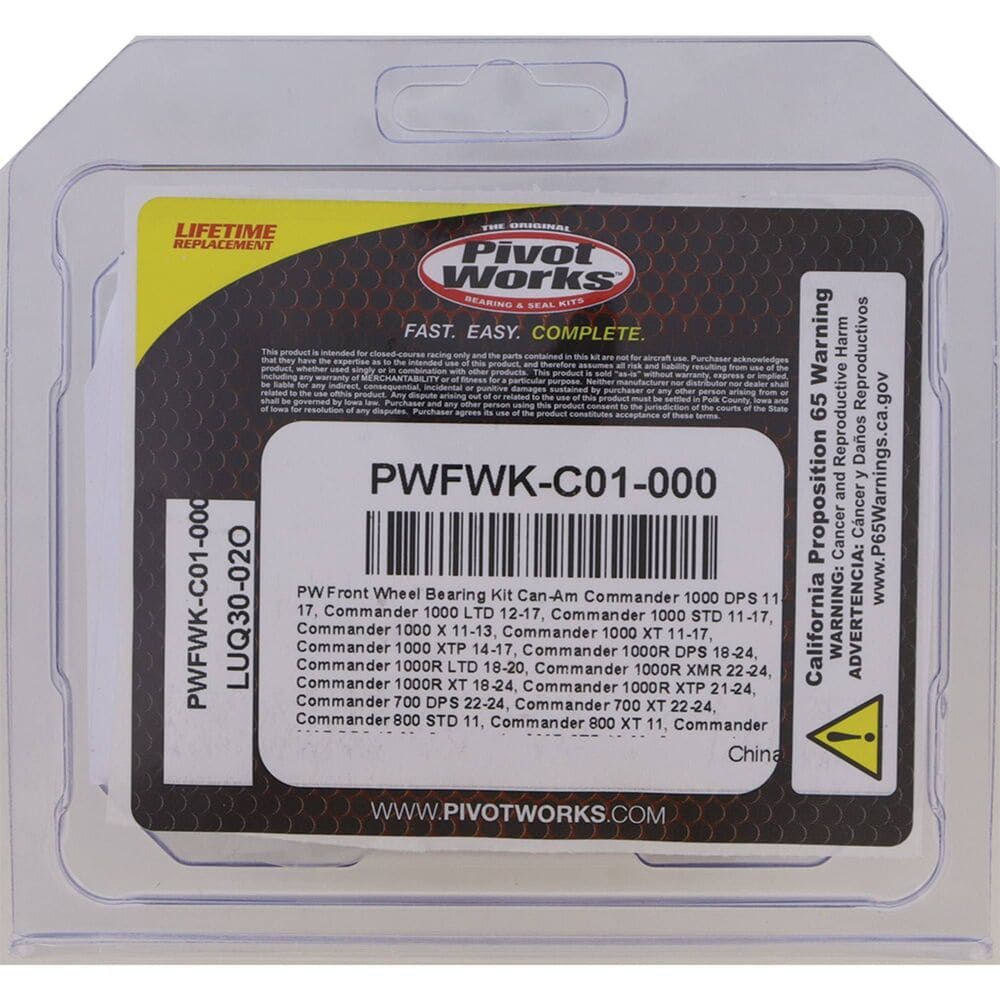 LIFETIME
REPLACEMENT
THE ORIGINAL
Pivot
Works™
BEARING & SEAL KITS
FAST. EASY. COMPLETE.
This product is intended for closed-course racing only and the parts contained in this kit are not for aircraft use. Purchaser acknowledges
that they have the expertise as to the intended use of this product, and therefore assumes all risk and liability resulting from use of the
product, whether used singly or in combination with other products. This product is sold "as-is" without warranty, express or implied,
including any warranty of MERCHANTABILITY or of fitness for a particular purpose. Neither manufacturer nor distributor nor dealer shall
be liable for any indirect, consequential, incidental or punitive damages sustained by purchaser or any other person arising from or
related to the use ofthis product. Any dispute arising out of or related to the use of this product must be settled in Polk County, Iowa and
shall be governed by Iowa law. Purchaser and any other person using this product consent to the jurisdiction of the courts of the State
of Iowa for resolution of any disputes. Purchaser agrees its use of the product constitutes acceptance of these terms.
PWFWK-C01-000
PW Front Wheel Bearing Kit Can-Am Commander 1000 DPS 11-
17, Commander 1000 LTD 12-17, Commander 1000 STD 11-17,
Commander 1000 X 11-13, Commander 1000 XT 11-17,
Commander 1000 XTP 14-17, Commander 1000R DPS 18-24,
Commander 1000R LTD 18-20, Commander 1000R XMR 22-24,
Commander 1000R XT 18-24, Commander 1000R XTP 21-24,
Commander 700 DPS 22-24, Commander 700 XT 22-24,
Commander 800 STD 11, Commander 800 XT 11, Commander
China
PWFWK-C01-000
LUQ30-02O
California Proposition 65 Warning
WARNING: Cancer and Reproductive Harm
ADVERTENCIA: Cáncer y Daños Reproductivos
www.P65Warnings.ca.gov
WWW.PIVOTWORKS.COM